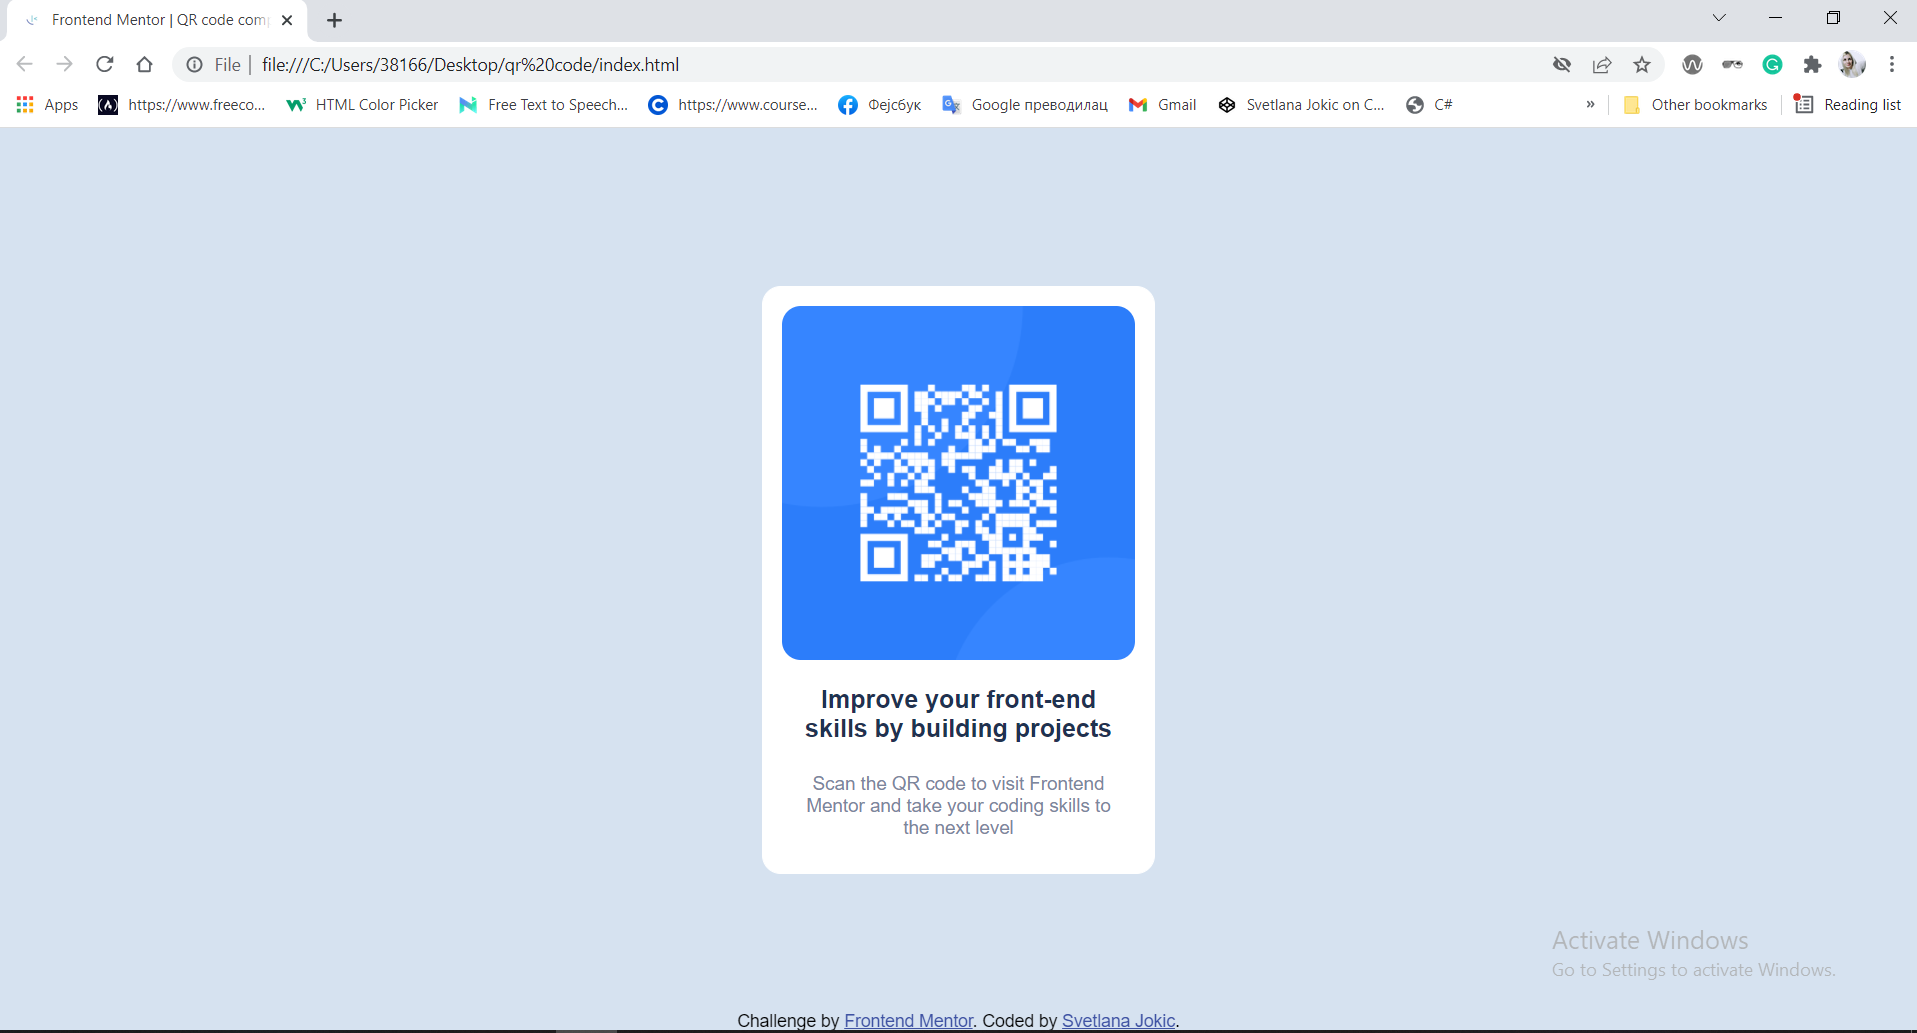 Frontend Mentor | QR code com
File
file:///C:/Users/38166/Desktop/qr%20code/index.html
Apps
https://www.freeco...
HTML Color Picker
Free Text to Speech...
https://www.course...
Фејсбук
Google преводилац
Gmail
Svetlana Jokic on C...
C#
»
Other bookmarks
Reading list
Improve your front-end
skills by building projects
Scan the QR code to visit Frontend
Mentor and take your coding skills to
the next level
Activate Windows
Go to Settings to activate Windows.
Challenge by Frontend Mentor. Coded by Svetlana Jokic.